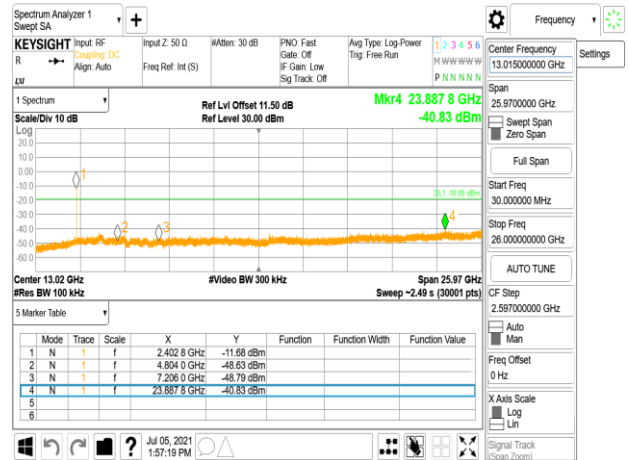 Spectrum Analyzer 1
Swept SA
+
Frequency
KEYSIGHT Input: RF Input Z: 50 Ω #Atten: 30 dB PNO: Fast Avg Type: Log-Power 1 2 3 4 5 6
R Coupling: DC Gate: Off Trig: Free Run
Align: Auto Freq Ref: Int (S) IF Gain: Low M W W W W W
LXI Sig Track: Off P N N N N N
1 Spectrum
Ref Lvl Offset 11.50 dB Mkr4 23.887 8 GHz
Scale/Div 10 dB Ref Level 30.00 dBm -40.83 dBm
Log
20.0
10.0
0.00
-10.0
-20.0
-30.0
-40.0
-50.0
-60.0
1
DL1 -18.89 dBm
4
2
3
Center 13.02 GHz #Video BW 300 kHz Span 25.97 GHz
#Res BW 100 kHz Sweep ~2.49 s (30001 pts)
5 Marker Table
Mode Trace Scale X Y Function Function Width Function Value
1 N 1 f 2.402 8 GHz -11.68 dBm
2 N 1 f 4.804 0 GHz -48.63 dBm
3 N 1 f 7.206 0 GHz -48.79 dBm
4 N 1 f 23.887 8 GHz -40.83 dBm
5
6
?
Jul 05, 2021
1:57:19 PM
Center Frequency
13.015000000 GHz
Settings
Span
25.9700000 GHz
Swept Span
Zero Span
Full Span
Start Freq
30.000000 MHz
Stop Freq
26.000000000 GHz
AUTO TUNE
CF Step
2.597000000 GHz
Auto
Man
Freq Offset
0 Hz
X Axis Scale
Log
Lin
Signal Track
(Span Zoom)